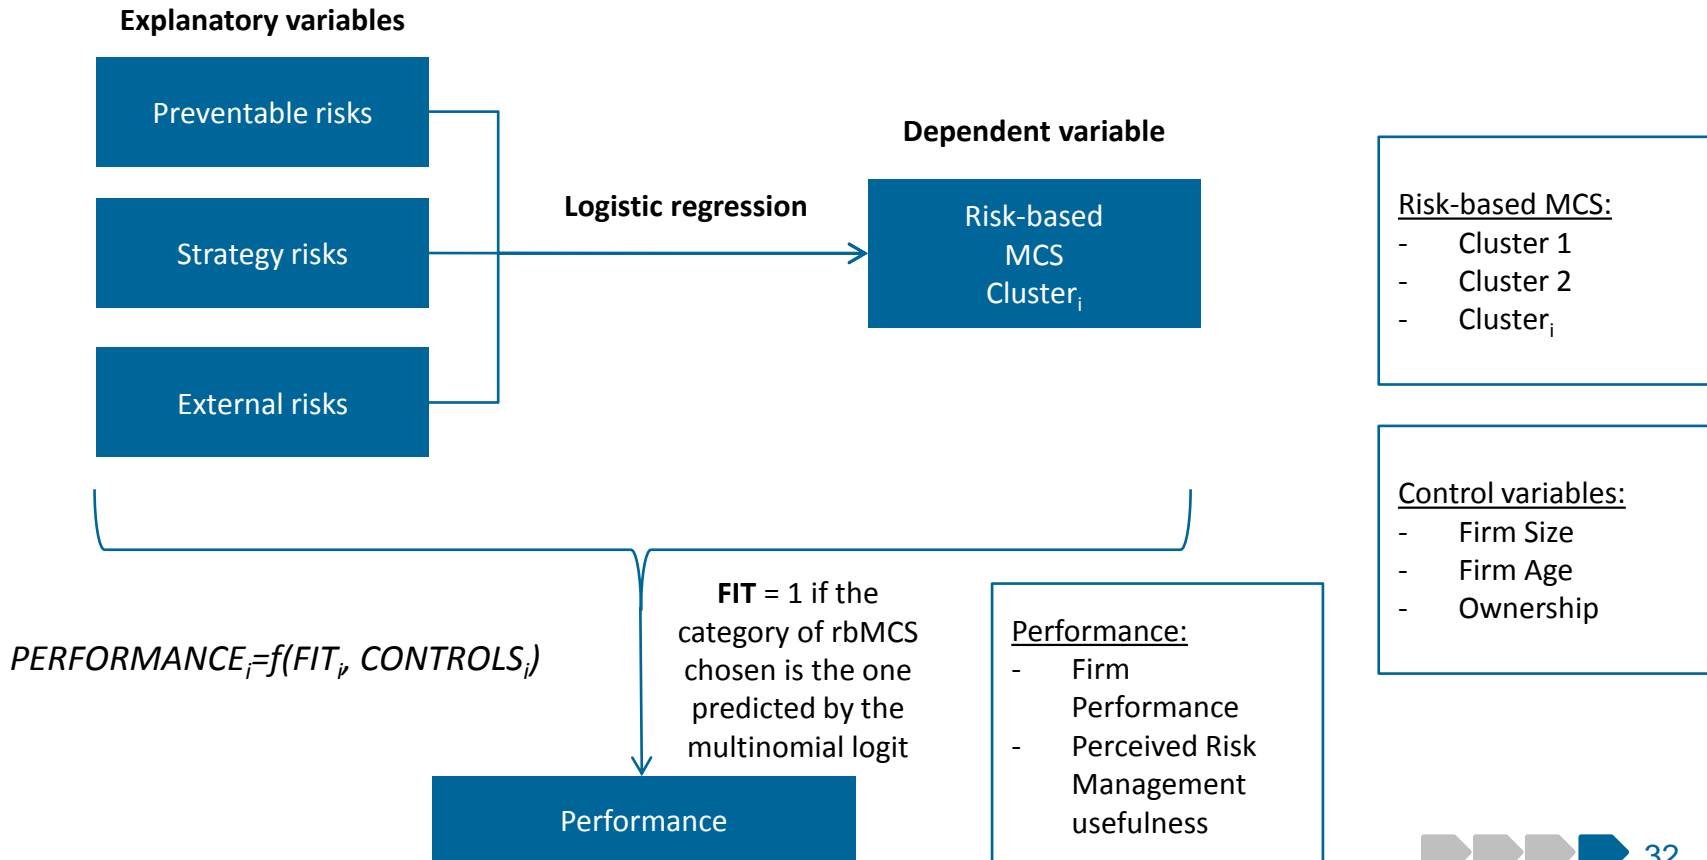 Explanatory variables
Preventable risks
Strategy risks
External risks
Logistic regression
Dependent variable
Risk-based
MCS
Clusterᵢ
Risk-based MCS:
- Cluster 1
- Cluster 2
- Clusterᵢ
Control variables:
- Firm Size
- Firm Age
- Ownership
PERFORMANCEᵢ=f(FITᵢ, CONTROLSᵢ)
FIT = 1 if the
category of rbMCS
chosen is the one
predicted by the
multinomial logit
Performance:
- Firm
Performance
- Perceived Risk
Management
usefulness
Performance
32